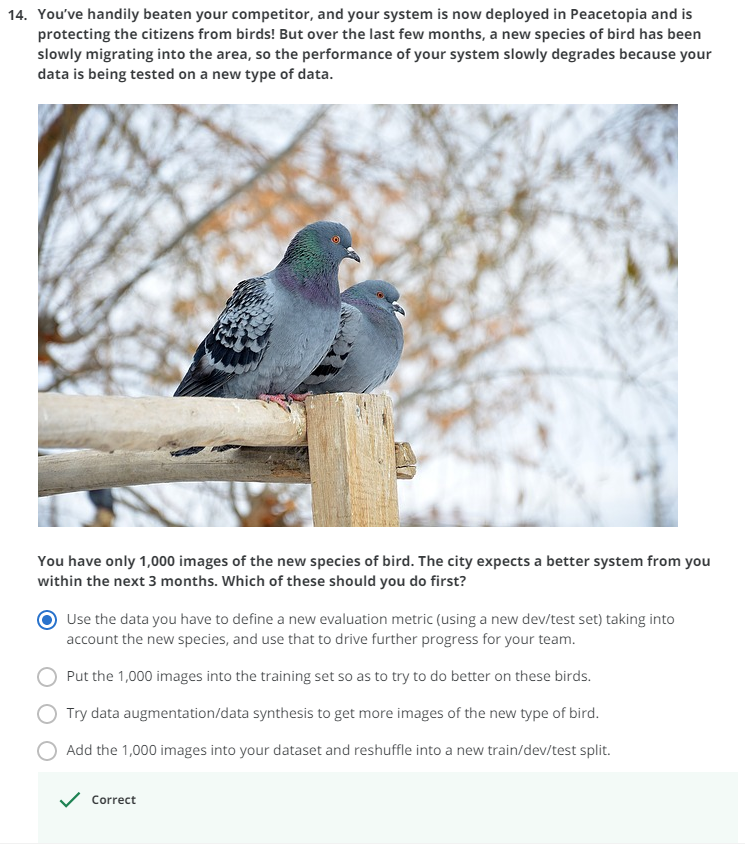 14. You’ve handily beaten your competitor, and your system is now deployed in Peacetopia and is
protecting the citizens from birds! But over the last few months, a new species of bird has been
slowly migrating into the area, so the performance of your system slowly degrades because your
data is being tested on a new type of data.
You have only 1,000 images of the new species of bird. The city expects a better system from you
within the next 3 months. Which of these should you do first?
Use the data you have to define a new evaluation metric (using a new dev/test set) taking into
account the new species, and use that to drive further progress for your team.
Put the 1,000 images into the training set so as to try to do better on these birds.
Try data augmentation/data synthesis to get more images of the new type of bird.
Add the 1,000 images into your dataset and reshuffle into a new train/dev/test split.
Correct